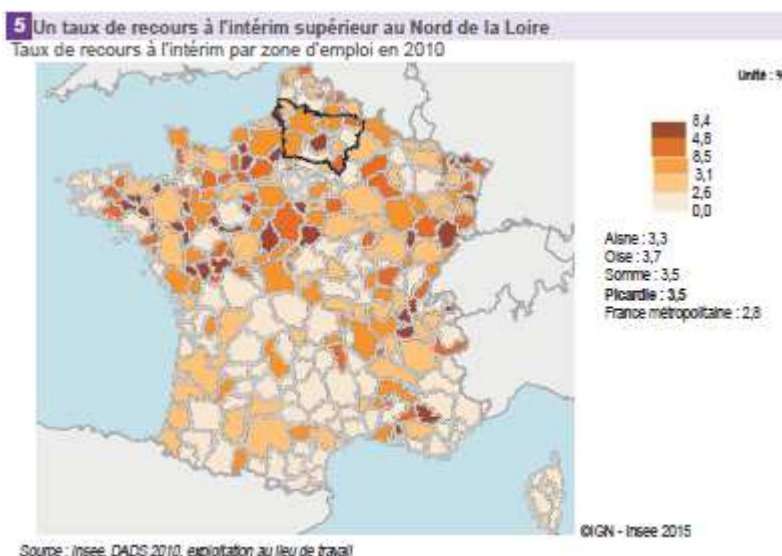 5 Un taux de recours à l'intérim supérieur au Nord de la Loire
Taux de recours à l'intérim par zone d'emploi en 2010
Unité : %
8,4
4,8
8,5
3,1
2,6
0,0
Aisne : 3,3
Oise : 3,7
Somme : 3,5
Picardie : 3,5
France métropolitaine : 2,8
©IGN - Insee 2015
Source : Insee, DADS 2010, exploitation au lieu de travail